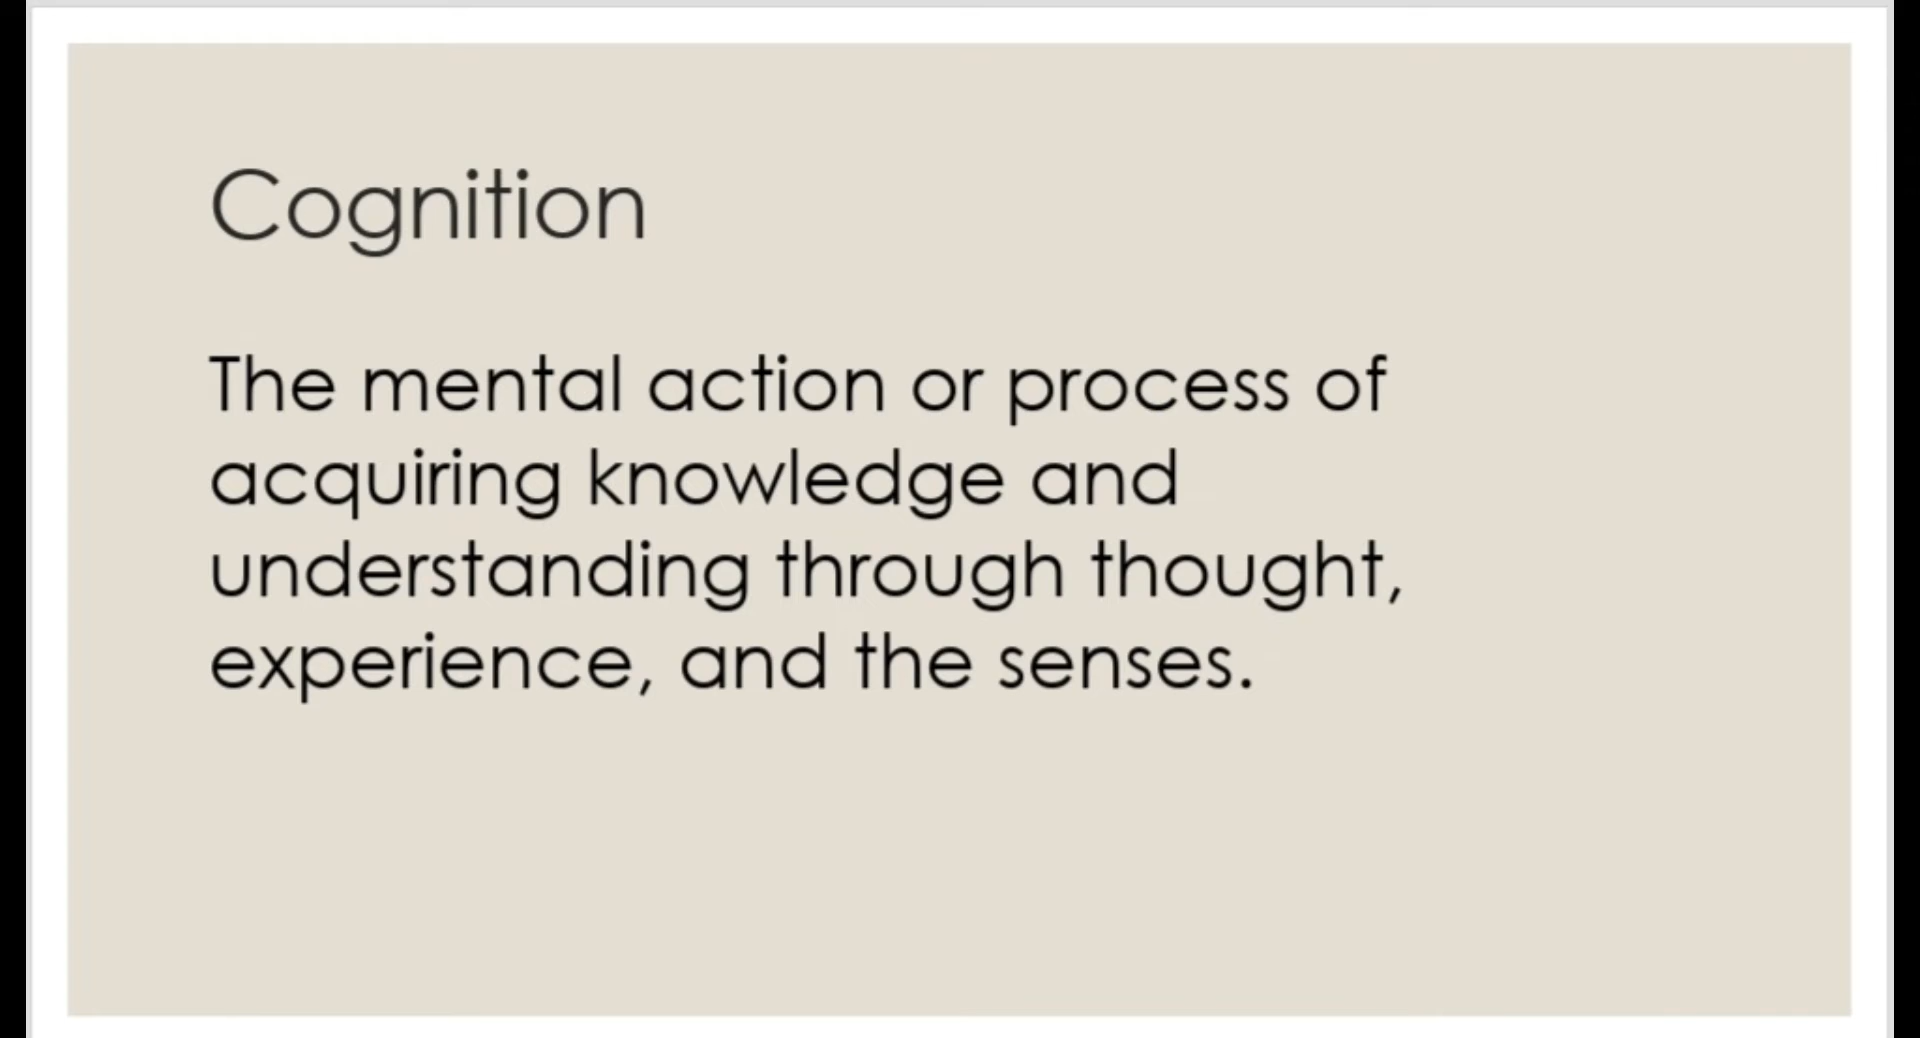 Cognition
The mental action or process of
acquiring knowledge and
understanding through thought,
experience, and the senses.